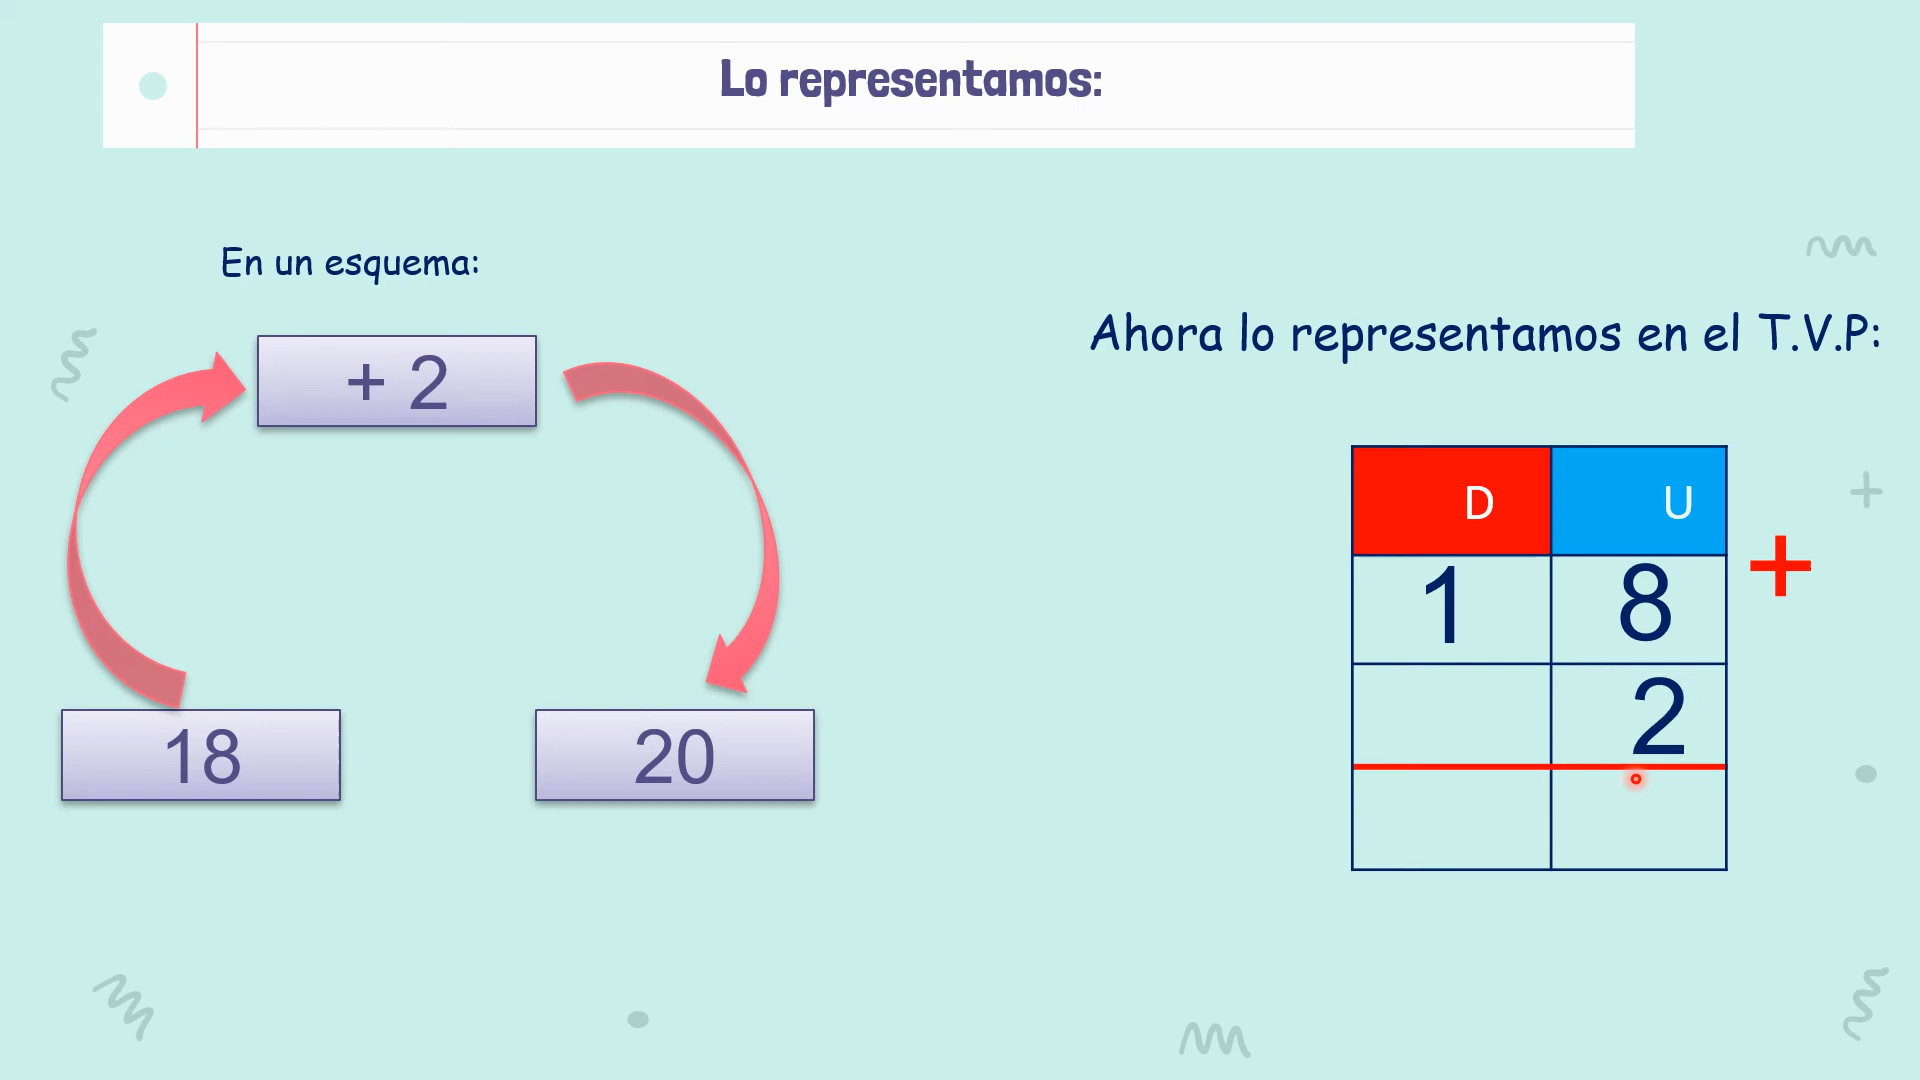 Lo representamos:
En un esquema:
+ 2
18
20
Ahora lo representamos en el T.V.P:
D U
1 8 +
2